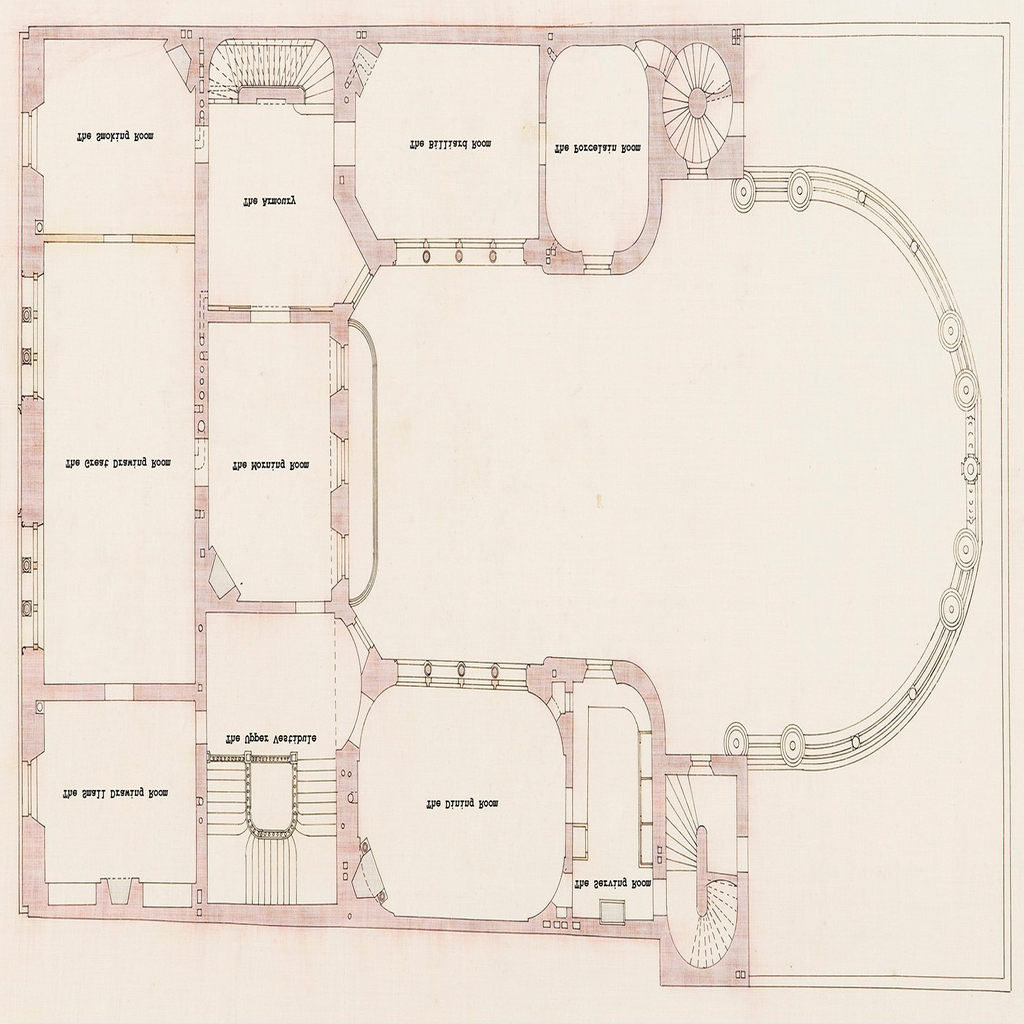 The Smoking Room
The Billiard Room
The Porcelain Room
The Armoury
The Great Drawing Room
The Morning Room
The Upper Vestibule
The Small Drawing Room
The Dining Room
The Serving Room